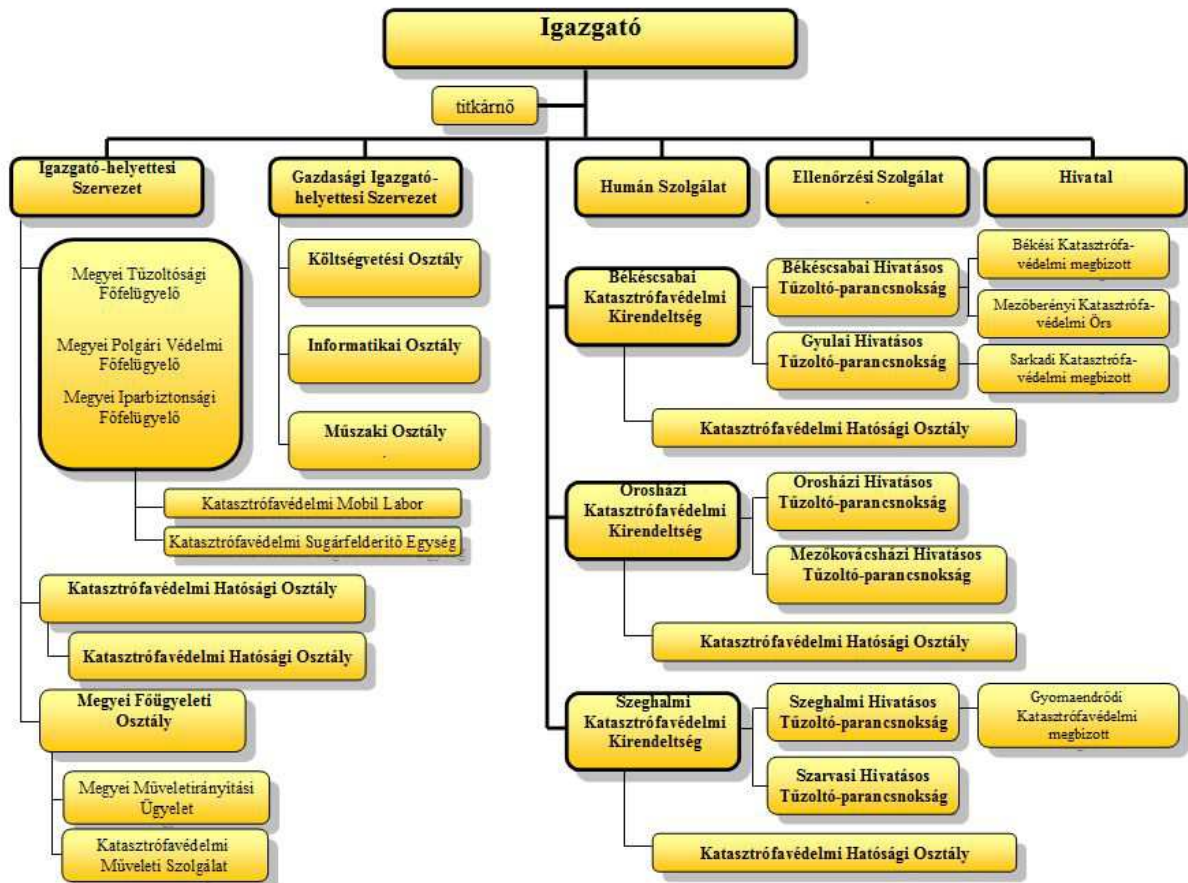 Igazgató
titkárnő
Igazgató-helyettesi
Szervezet
Gazdasági Igazgató-
helyettesi Szervezet
Humán Szolgálat
Ellenőrzési Szolgálat
.
Hivatal
Megyei Tűzoltósági
Főfelügyelő
Megyei Polgári Védelmi
Főfelügyelő
Megyei Iparbiztonsági
Főfelügyelő
Katasztrófavédelmi Mobil Labor
Katasztrófavédelmi Sugárfelderítő Egység
Katasztrófavédelmi Hatósági Osztály
Katasztrófavédelmi Hatósági Osztály
Megyei Főügyeleti
Osztály
Megyei Műveletirányítási
Ügyelet
Katasztrófavédelmi
Műveleti Szolgálat
Költségvetési Osztály
Informatikai Osztály
Műszaki Osztály
.
Békéscsabai
Katasztrófavédelmi
Kirendeltség
Békéscsabai Hivatásos
Tűzoltó-parancsnokság
Békési Katasztrófa-
védelmi megbízott
Mezőberényi Katasztrófa-
védelmi Őrs
Gyulai Hivatásos
Tűzoltó-parancsnokság
Sarkadi Katasztrófa-
védelmi megbízott
Katasztrófavédelmi Hatósági Osztály
Orosházi
Katasztrófavédelmi
Kirendeltség
Orosházi Hivatásos
Tűzoltó-parancsnokság
Mezőkovácsházi Hivatásos
Tűzoltó-parancsnokság
Katasztrófavédelmi Hatósági Osztály
Szeghalmi
Katasztrófavédelmi
Kirendeltség
Szeghalmi Hivatásos
Tűzoltó-parancsnokság
Gyomaendrődi
Katasztrófavédelmi
megbízott
Szarvasi Hivatásos
Tűzoltó-parancsnokság
Katasztrófavédelmi Hatósági Osztály